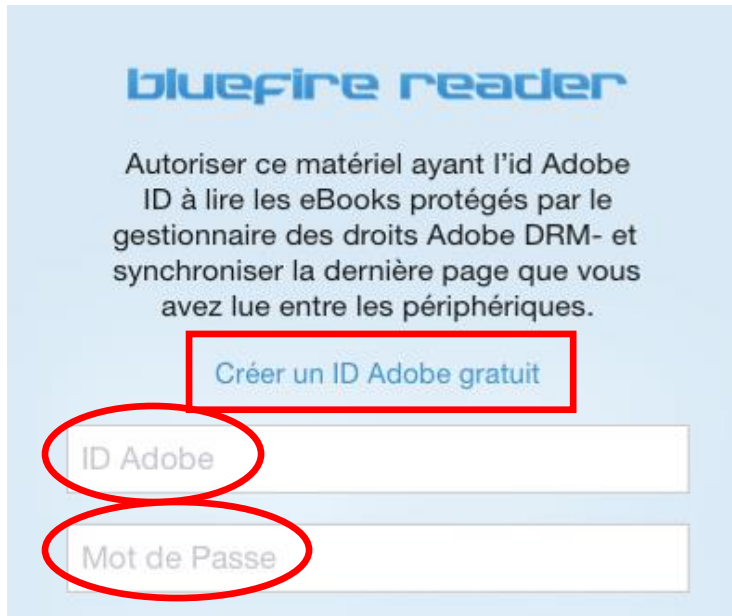 bluefire reader
Autoriser ce matériel ayant l’id Adobe
ID à lire les eBooks protégés par le
gestionnaire des droits Adobe DRM- et
synchroniser la dernière page que vous
avez lue entre les périphériques.
Créer un ID Adobe gratuit
ID Adobe
Mot de Passe